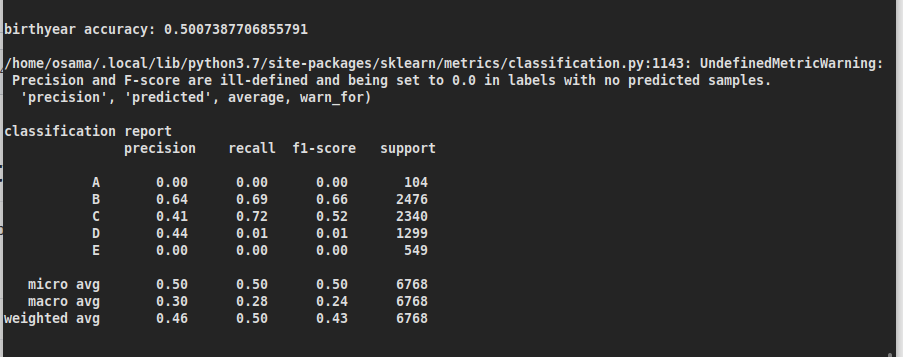 birthyear accuracy: 0.5007387706855791
/home/osama/.local/lib/python3.7/site-packages/sklearn/metrics/classification.py:1143: UndefinedMetricWarning:
Precision and F-score are ill-defined and being set to 0.0 in labels with no predicted samples.
'precision', 'predicted', average, warn_for)
classification report
precision recall f1-score support
A 0.00 0.00 0.00 104
B 0.64 0.69 0.66 2476
C 0.41 0.72 0.52 2340
D 0.44 0.01 0.01 1299
E 0.00 0.00 0.00 549
micro avg 0.50 0.50 0.50 6768
macro avg 0.30 0.28 0.24 6768
weighted avg 0.46 0.50 0.43 6768